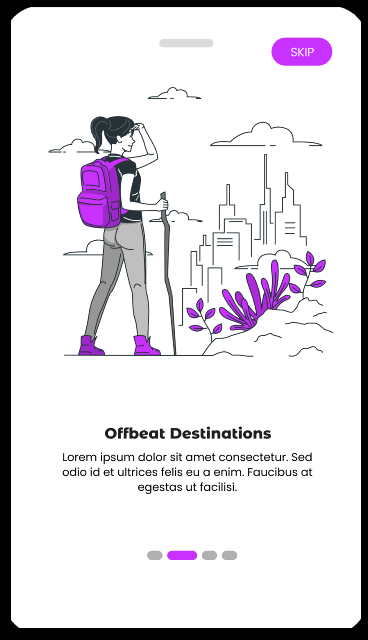 SKIP
Offbeat Destinations
Lorem ipsum dolor sit amet consectetur. Sed
odio id et ultrices felis eu a enim. Faucibus at
egestas ut facilisi.